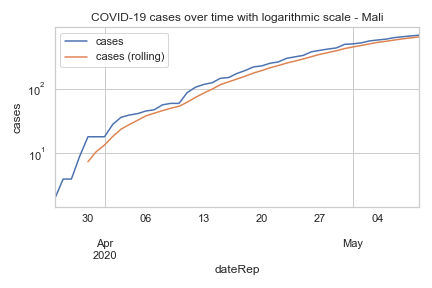 COVID-19 cases over time with logarithmic scale - Mali
cases
cases (rolling)
10²
10¹
cases
30 06 13 20 27 04
Apr May
2020
dateRep